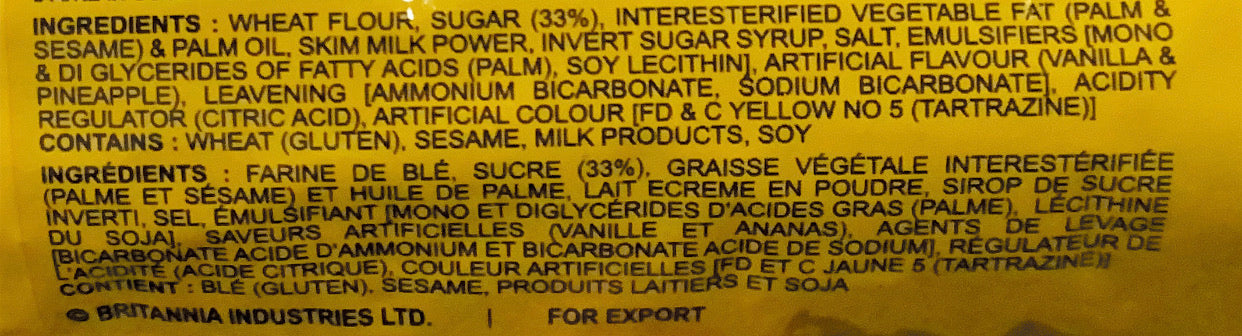 INGREDIENTS : WHEAT FLOUR, SUGAR (33%), INTERESTERIFIED VEGETABLE FAT (PALM &
SESAME) & PALM OIL, SKIM MILK POWER, INVERT SUGAR SYRUP, SALT, EMULSIFIERS [MONO
& DI GLYCERIDES OF FATTY ACIDS (PALM), SOY LECITHIN], ARTIFICIAL FLAVOUR (VANILLA &
PINEAPPLE), LEAVENING [AMMONIUM BICARBONATE, SODIUM BICARBONATE], ACIDITY
REGULATOR (CITRIC ACID), ARTIFICIAL COLOUR [FD & C YELLOW NO 5 (TARTRAZINE)]
CONTAINS : WHEAT (GLUTEN), SESAME, MILK PRODUCTS, SOY
INGRÉDIENTS : FARINE DE BLÉ, SUCRE (33%), GRAISSE VÉGÉTALE INTERESTÉRIFIÉE
(PALME ET SÉSAME) ET HUILE DE PALME, LAIT ECREME EN POUDRE, SIROP DE SUCRE
INVERTI, SEL, ÉMULSIFIANT [MONO ET DIGLYCÉRIDES D'ACIDES GRAS (PALME), LÉCITHINE
DU SOJA], SAVEURS ARTIFICIELLES (VANILLE ET ANANAS), AGENTS DE LEVAGE
[BICARBONATE ACIDE D'AMMONIUM ET BICARBONATE ACIDE DE SODIUM], RÉGULATEUR DE
L'ACIDITÉ (ACIDE CITRIQUE), COULEUR ARTIFICIELLES [FD ET C JAUNE 5 (TARTRAZINE)]
CONTIENT : BLÉ (GLUTEN), SESAME, PRODUITS LAITIERS ET SOJA
© BRITANNIA INDUSTRIES LTD. | FOR EXPORT